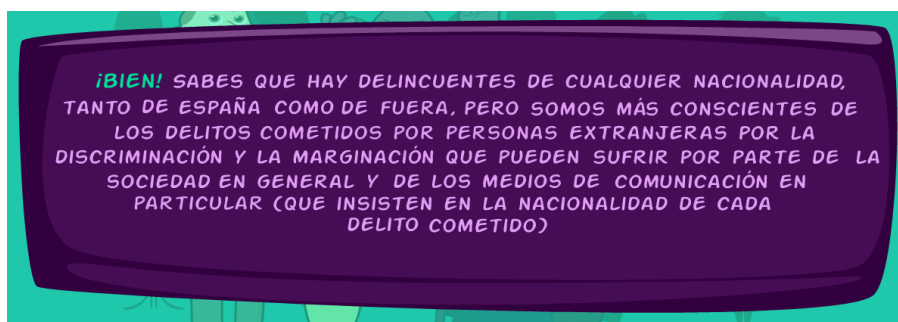 ¡BIEN! SABES QUE HAY DELINCUENTES DE CUALQUIER NACIONALIDAD,
TANTO DE ESPAÑA COMO DE FUERA, PERO SOMOS MÁS CONSCIENTES DE
LOS DELITOS COMETIDOS POR PERSONAS EXTRANJERAS POR LA
DISCRIMINACIÓN Y LA MARGINACIÓN QUE PUEDEN SUFRIR POR PARTE DE LA
SOCIEDAD EN GENERAL Y DE LOS MEDIOS DE COMUNICACIÓN EN
PARTICULAR (QUE INSISTEN EN LA NACIONALIDAD DE CADA
DELITO COMETIDO)